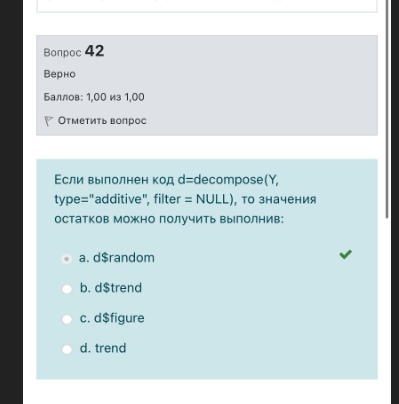 Вопрос 42
Верно
Баллов: 1,00 из 1,00
Отметить вопрос
Если выполнен код d=decompose(Y,
type="additive", filter = NULL), то значения
остатков можно получить выполнив:
a. d$random
b. d$trend
c. d$figure
d. trend